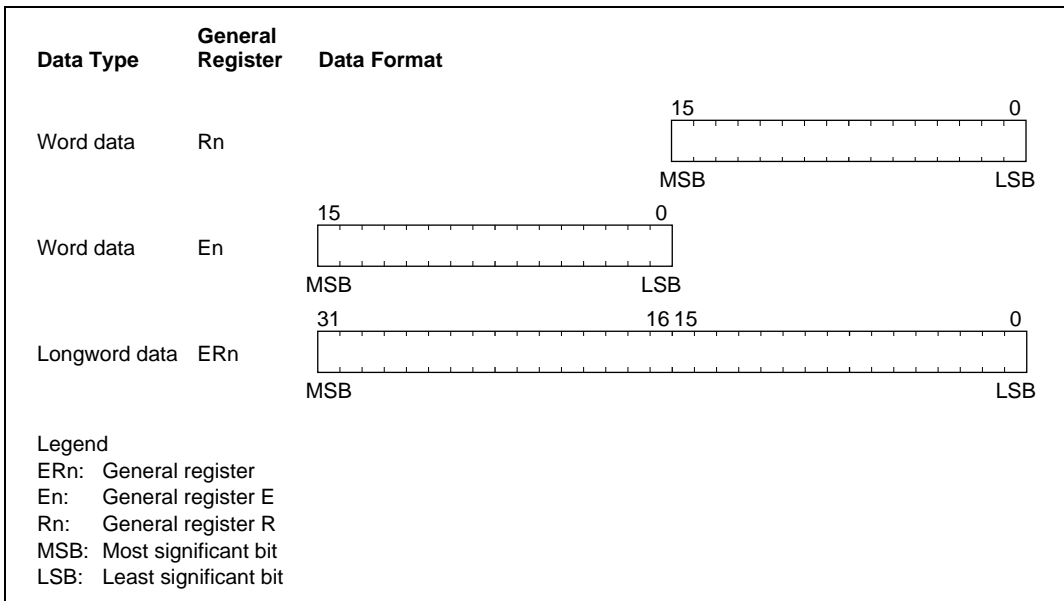 Data Type General Register Data Format
15 0
Word data Rn
MSB LSB
15 0
Word data En
MSB LSB
31 16 15 0
Longword data ERn
MSB LSB
Legend
ERn: General register
En: General register E
Rn: General register R
MSB: Most significant bit
LSB: Least significant bit